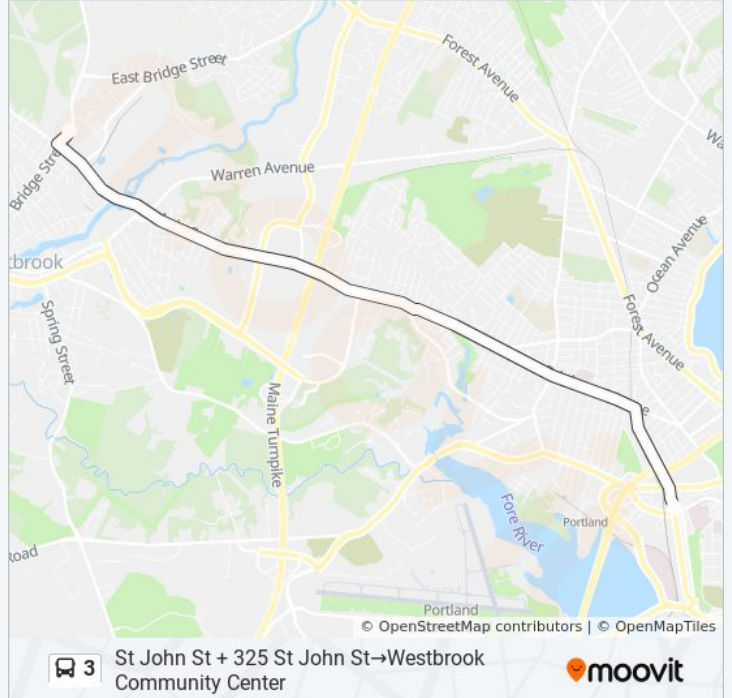 Forest Avenue
East Bridge Street
Wa
Warren Avenue
Bridge Stre
Ocean Avenue
tbrook
Spring Street
Forest Avenue
e
Maine Turnpike
Fore River
Portland
Road
Portland
© OpenStreetMap contributors | © OpenMapTiles
3
St John St + 325 St John St→Westbrook
Community Center
moovit